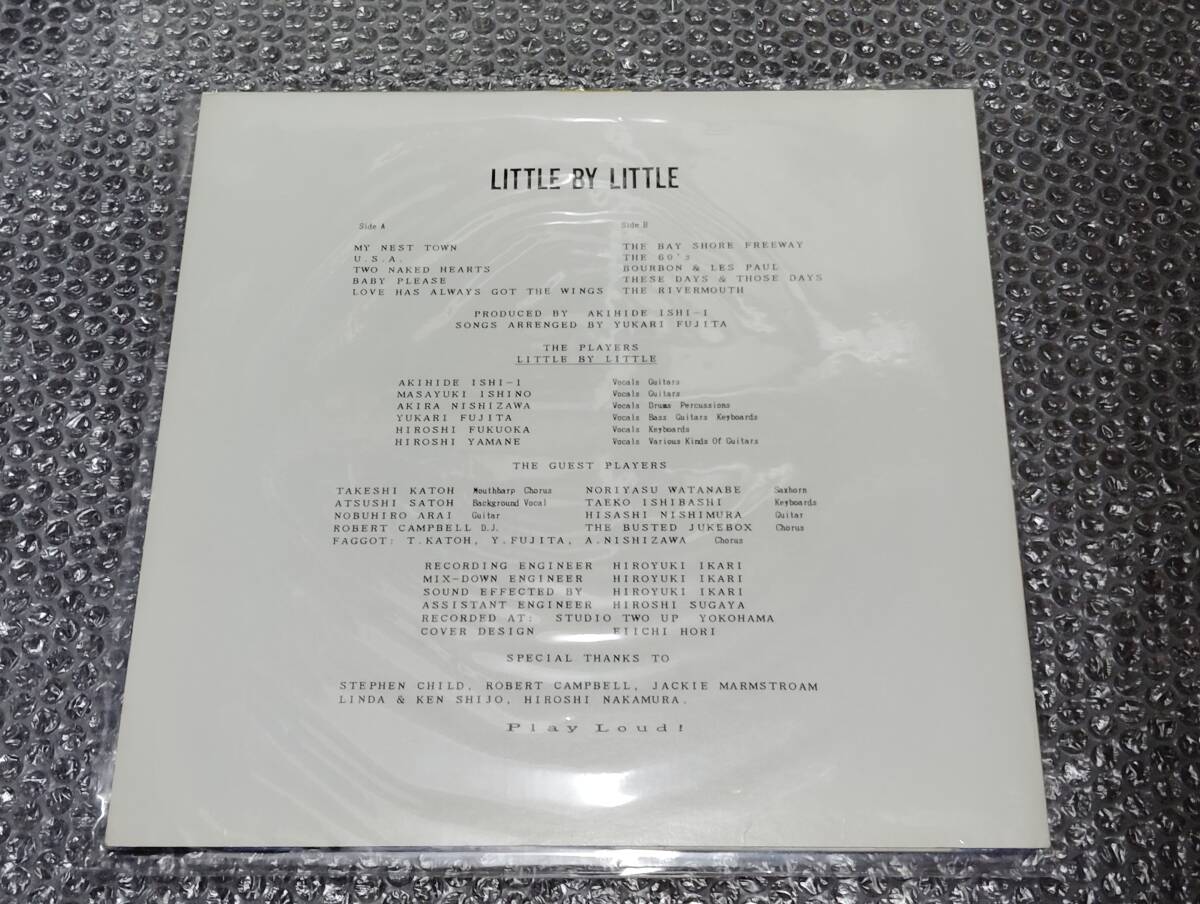 LITTLE BY LITTLE
Side A
MY NEST TOWN
U.S.A.
TWO NAKED HEARTS
BABY PLEASE
LOVE HAS ALWAYS GOT THE WINGS
Side B
THE BAY SHORE FREEWAY
THE 60's
BOURBON & LES PAUL
THESE DAYS & THOSE DAYS
THE RIVERMOUTH
PRODUCED BY AKIHIDE ISHI-I
SONGS ARRENGED BY YUKARI FUJITA
THE PLAYERS
LITTLE BY LITTLE
AKIHIDE ISHI-I Vocals Guitars
MASAYUKI ISHINO Vocals Guitars
AKIRA NISHIZAWA Vocals Drums Percussions
YUKARI FUJITA Vocals Bass Guitars Keyboards
HIROSHI FUKUOKA Vocals Keyboards
HIROSHI YAMANE Vocals Various Kinds Of Guitars
THE GUEST PLAYERS
TAKESHI KATOH Mouthharp Chorus NORIYASU WATANABE Saxhorn
ATSUSHI SATOH Background Vocal TAEKO ISHIBASHI Keyboards
NOBUHIRO ARAI Guitar HISASHI NISHIMURA Guitar
ROBERT CAMPBELL D.J. THE BUSTED JUKEBOX Chorus
FAGGOT: T.KATOH, Y.FUJITA, A.NISHIZAWA Chorus
RECORDING ENGINEER HIROYUKI IKARI
MIX-DOWN ENGINEER HIROYUKI IKARI
SOUND EFFECTED BY HIROYUKI IKARI
ASSISTANT ENGINEER HIROSHI SUGAYA
RECORDED AT: STUDIO TWO UP YOKOHAMA
COVER DESIGN EIICHI HORI
SPECIAL THANKS TO
STEPHEN CHILD, ROBERT CAMPBELL, JACKIE MARMSTROAM
LINDA & KEN SHIJO, HIROSHI NAKAMURA.
Play Loud!